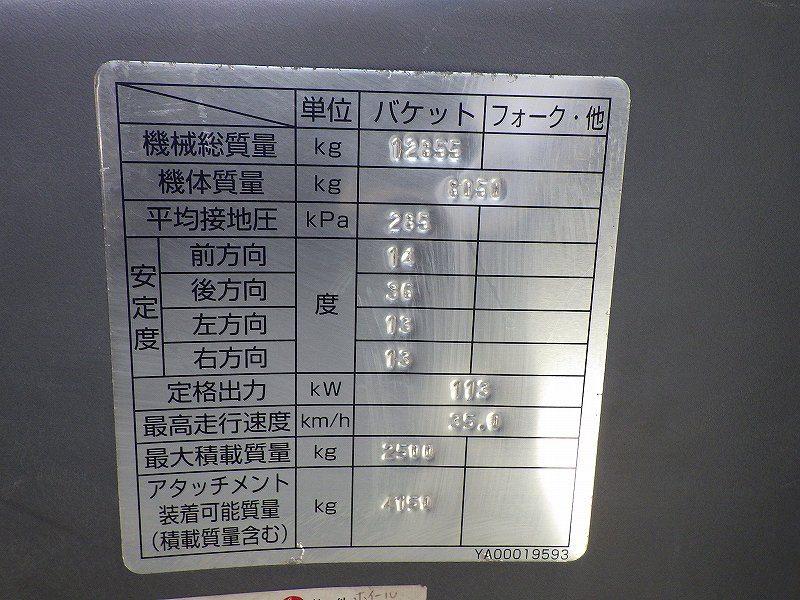 単位 バケット フォーク・他
機械総質量 kg 12855
機体質量 kg 8050
平均接地圧 kPa 285
安定度 前方向 度 14
後方向 36
左方向 13
右方向 13
定格出力 kW 113
最高走行速度 km/h 35.0
最大積載質量 kg 2500
アタッチメント
装着可能質量 kg 4150
(積載質量含む)
YA00019593